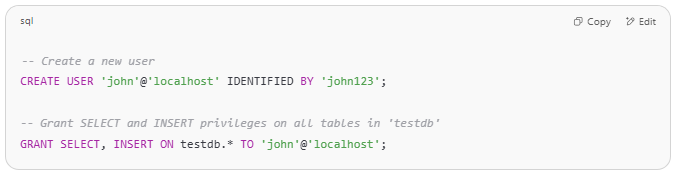 sql
Copy
Edit
-- Create a new user
CREATE USER 'john'@'localhost' IDENTIFIED BY 'john123';
-- Grant SELECT and INSERT privileges on all tables in 'testdb'
GRANT SELECT, INSERT ON testdb.* TO 'john'@'localhost';